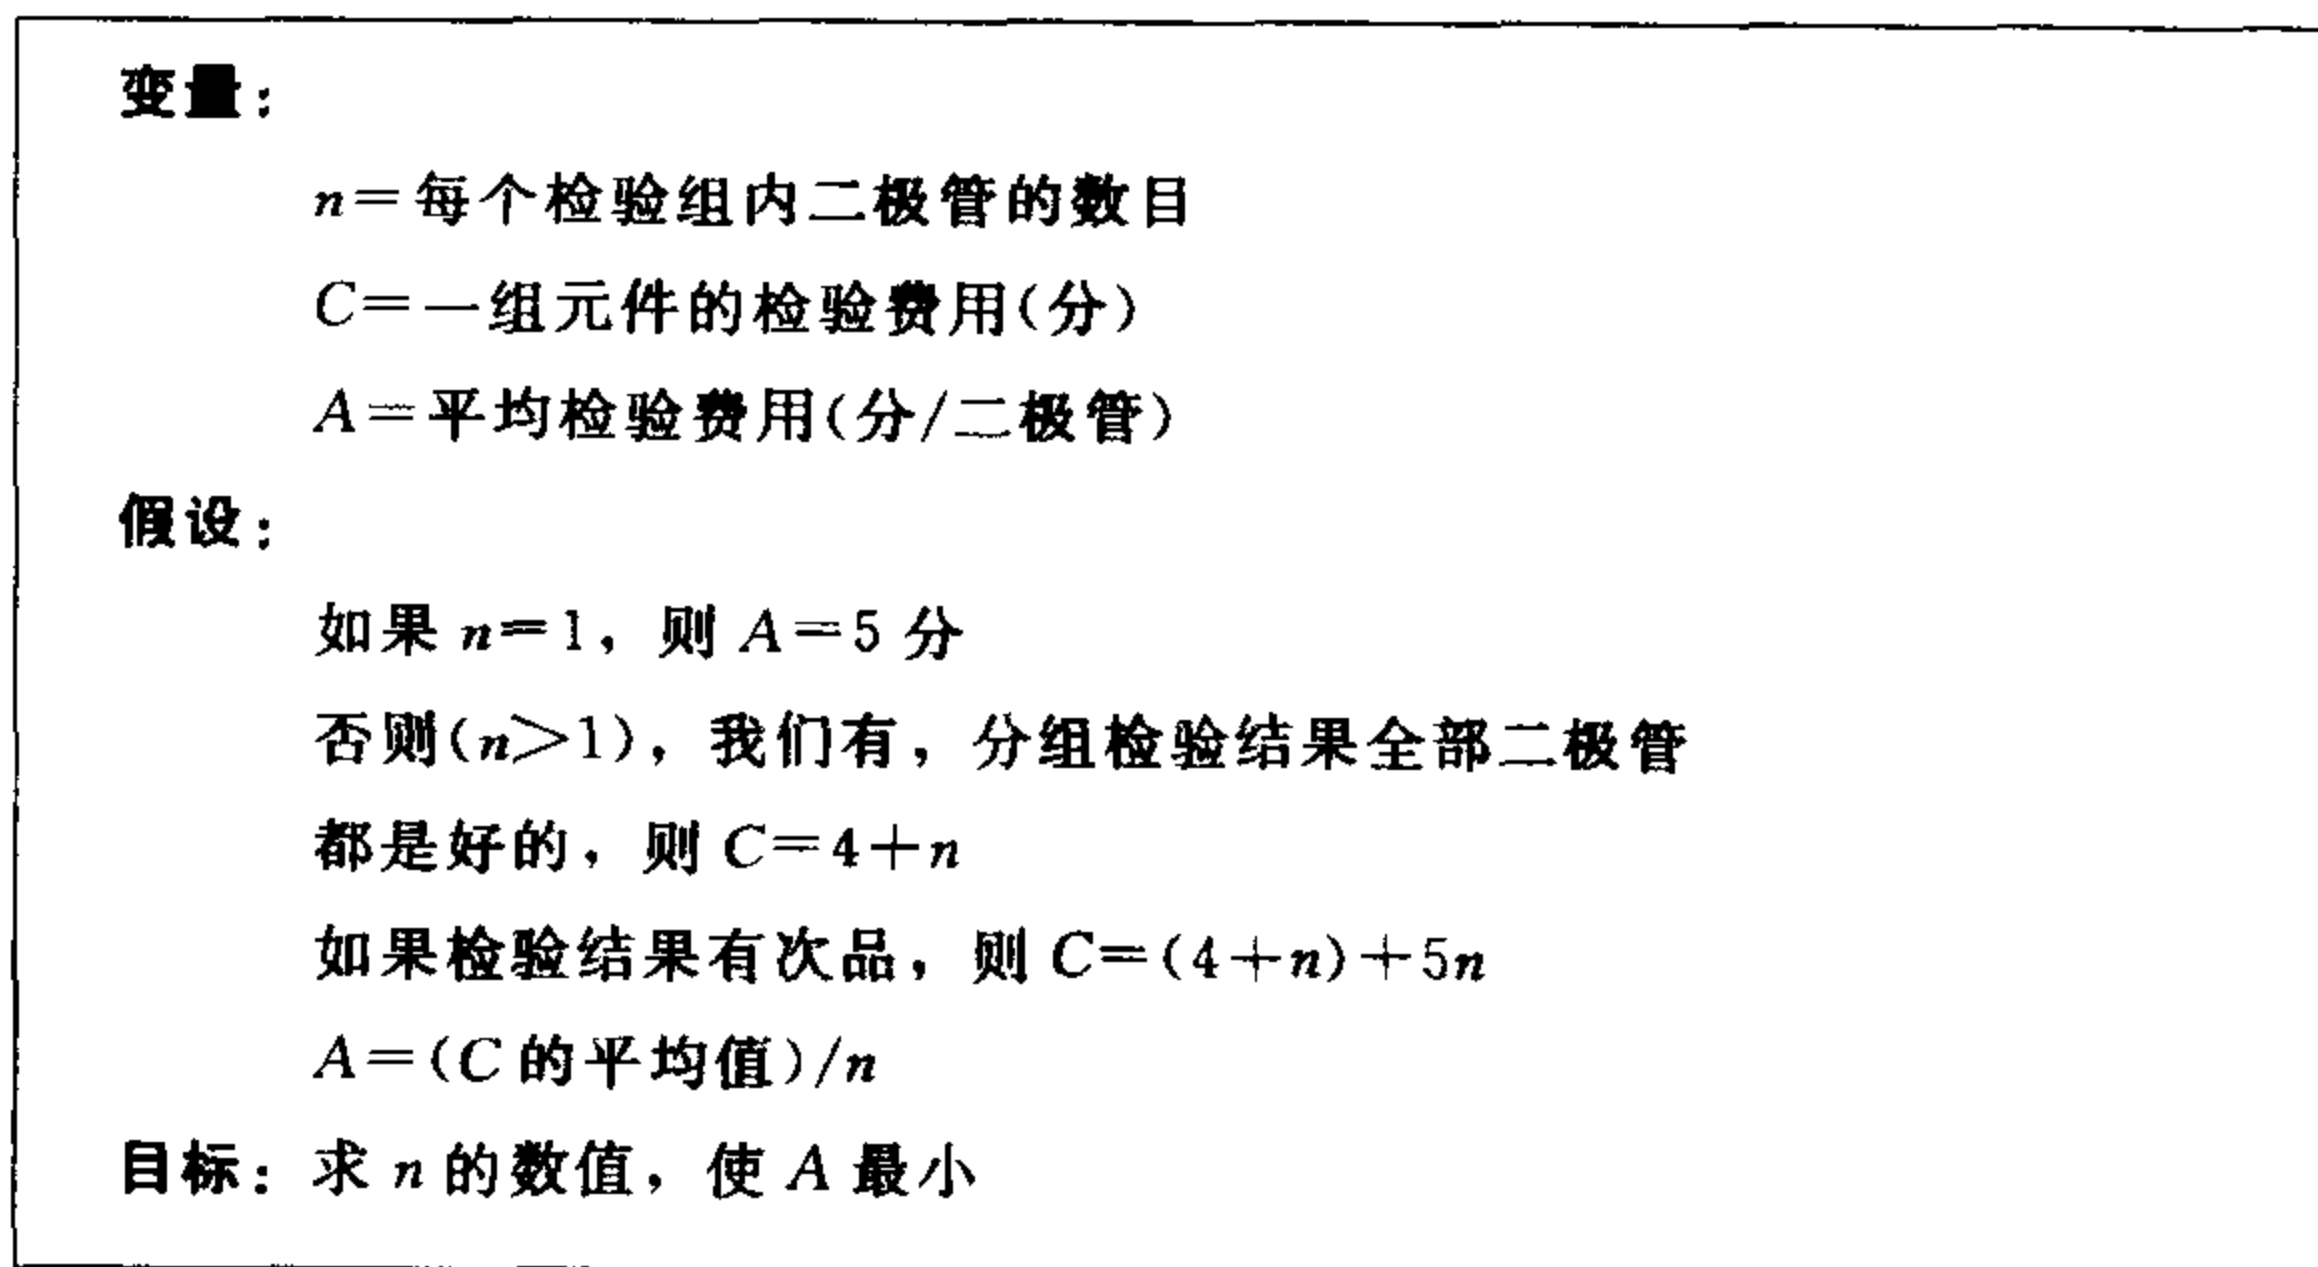 变量：
n=每个检验组内二极管的数目
C=一组元件的检验费用(分)
A=平均检验费用(分/二极管)
假设：
如果 n=1，则 A=5 分
否则(n>1)，我们有，分组检验结果全部二极管
都是好的，则 C=4+n
如果检验结果有次品，则 C=(4+n)+5n
A=(C 的平均值)/n
目标：求 n 的数值，使 A 最小